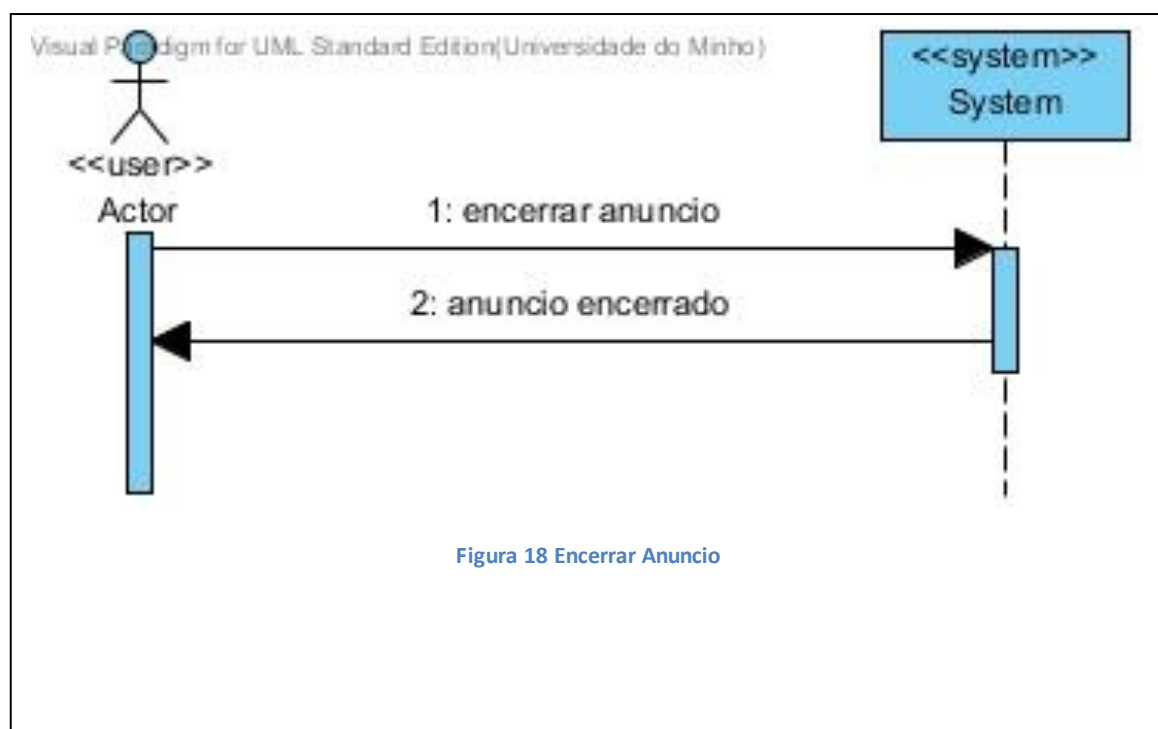 Visual Paradigm for UML Standard Edition(Universidade do Minho)
<<system>>
System
<<user>>
Actor
1: encerrar anuncio
2: anuncio encerrado
Figura 18 Encerrar Anuncio